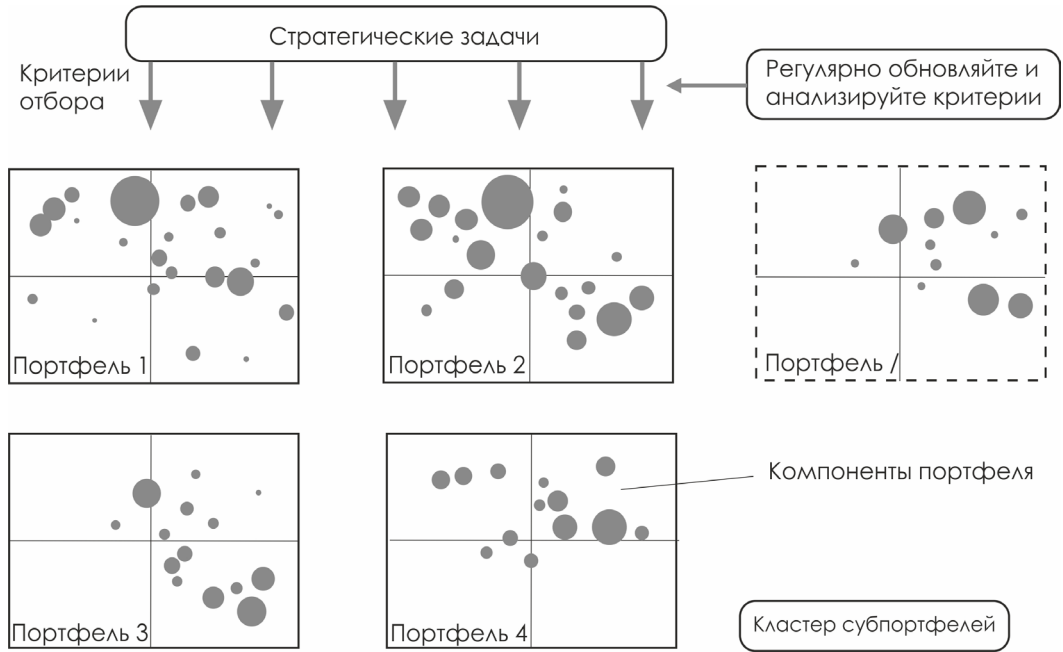 Стратегические задачи
Критерии
отбора
Регулярно обновляйте и
анализируйте критерии
Портфель 1
Портфель 2
Портфель /
Компоненты портфеля
Портфель 3
Портфель 4
Кластер субпортфелей